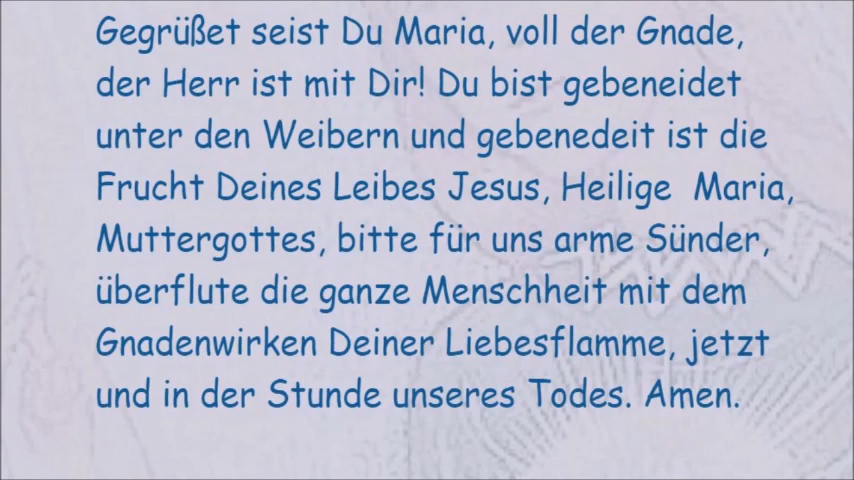 Gegrüßet seist Du Maria, voll der Gnade,
der Herr ist mit Dir! Du bist gebeneidet
unter den Weibern und gebenedeit ist die
Frucht Deines Leibes Jesus, Heilige  Maria,
Muttergottes, bitte für uns arme Sünder,
überflute die ganze Menschheit mit dem
Gnadenwirken Deiner Liebesflamme, jetzt
und in der Stunde unseres Todes. Amen.